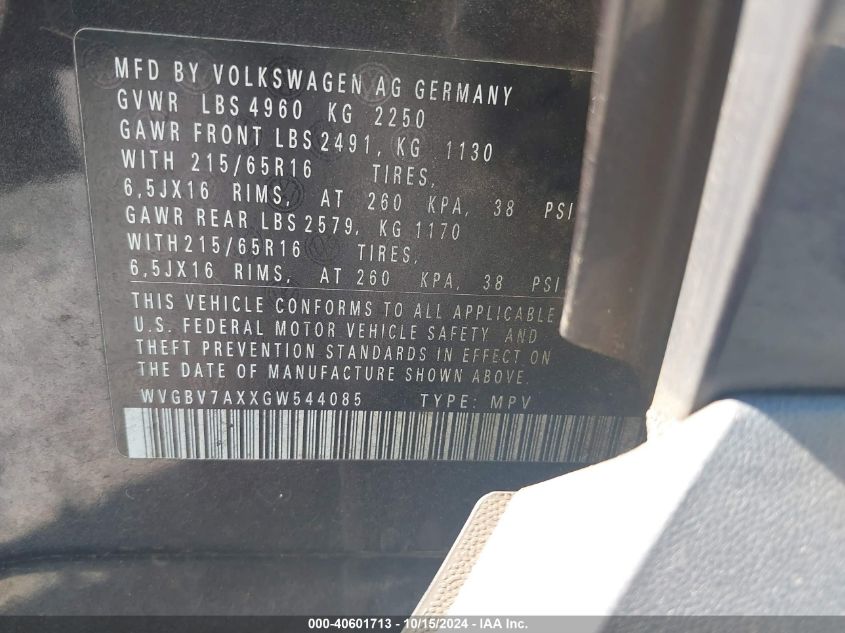 MFD BY VOLKSWAGEN AG GERMANY
GVWR LBS 4960 KG 2250
GAWR FRONT LBS 2491, KG 1130
WITH 215/65R16 TIRES,
6,5JX16 RIMS, AT 260 KPA, 38 PSI
GAWR REAR LBS 2579, KG 1170
WITH 215/65R16 TIRES,
6,5JX16 RIMS, AT 260 KPA, 38 PSI.
THIS VEHICLE CONFORMS TO ALL APPLICABLE
U.S. FEDERAL MOTOR VEHICLE SAFETY AND
THEFT PREVENTION STANDARDS IN EFFECT ON
THE DATE OF MANUFACTURE SHOWN ABOVE.
WVGBV7AXXGW544085 TYPE: MPV
000-40601713 - 10/15/2024 - IAA Inc.